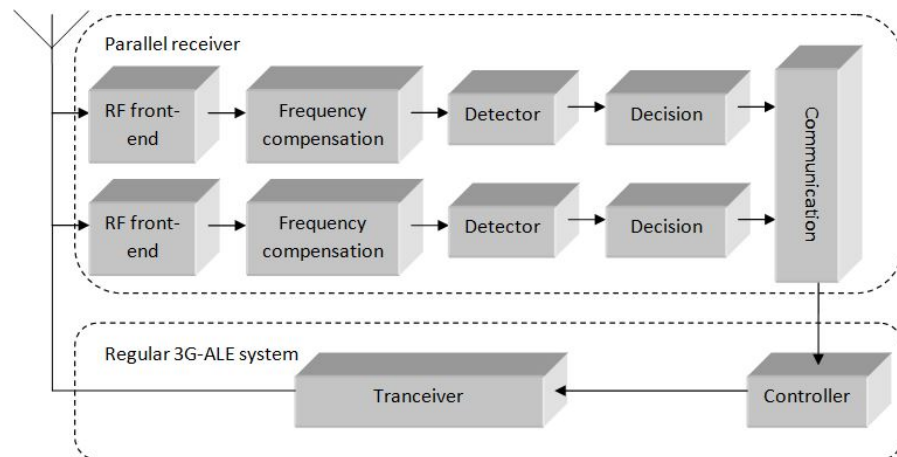 Parallel receiver
RF front-
end
Frequency
compensation
Detector
Decision
Communication
RF front-
end
Frequency
compensation
Detector
Decision
Regular 3G-ALE system
Tranceiver
Controller